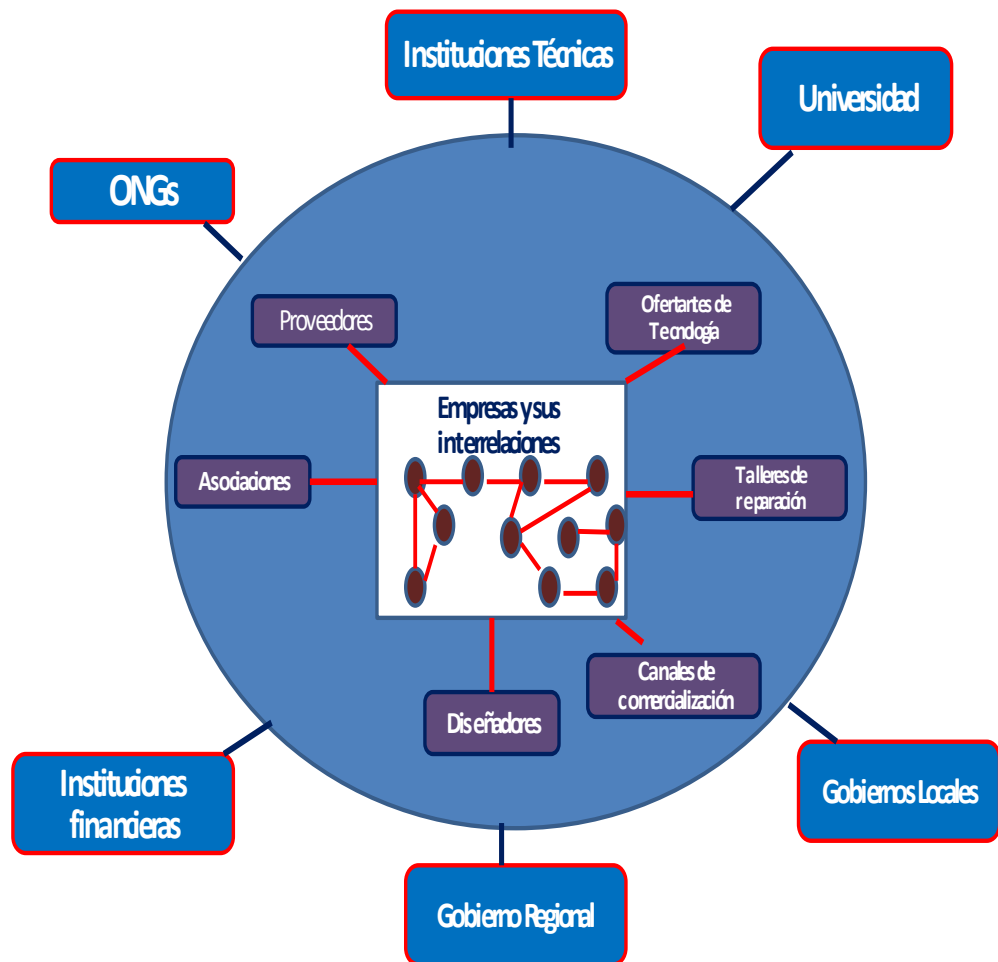 Instituciones Técnicas
Universidad
ONGs
Proveedores
Ofertartes de
Tecnología
Empresas y sus
interrelaciones
Asociaciones
Talleres de
reparación
Canales de
comercialización
Diseñadores
Instituciones
financieras
Gobiernos Locales
Gobierno Regional